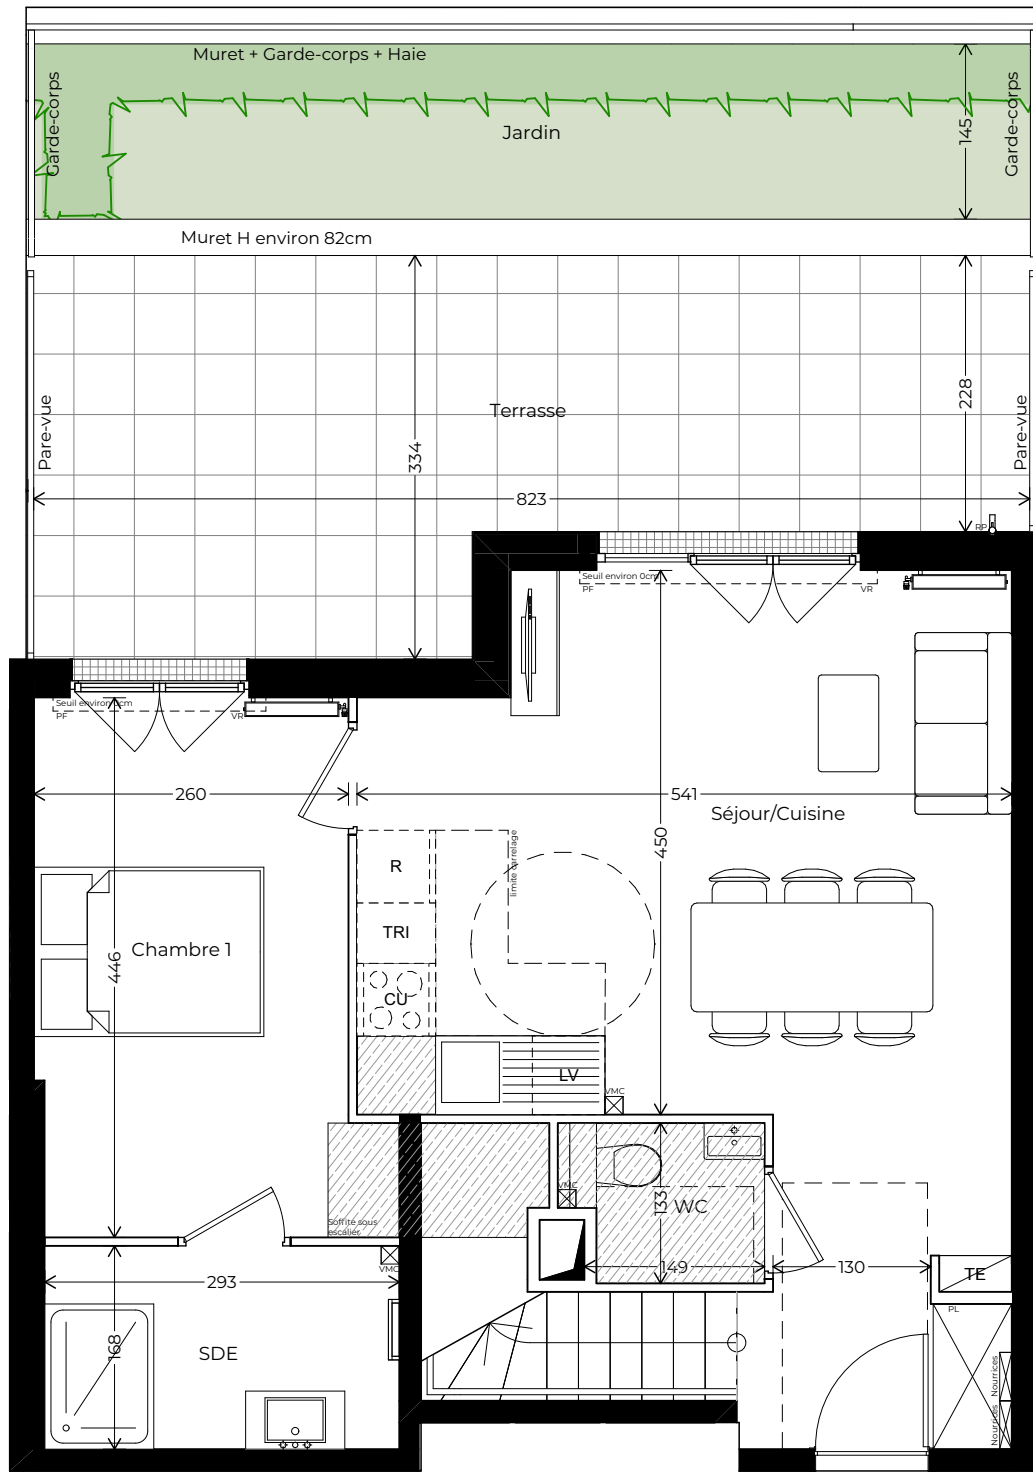 Muret + Garde-corps + Haie
Garde-corps
Jardin
145
Garde-corps
Muret H environ 82cm
Pare-vue
Terrasse
334
228
Pare-vue
823
RP
Seuil environ 0cm
PF
VR
Seuil environ 0cm
PF
VR
260
541
Séjour/Cuisine
450
limite carrelage
R
TRI
CU
LV
VMC
Chambre 1
446
VMC
133
WC
149
130
TE
PL
Soffite sous
escalier
VMC
293
168
SDE
Nourrices
Nourrices